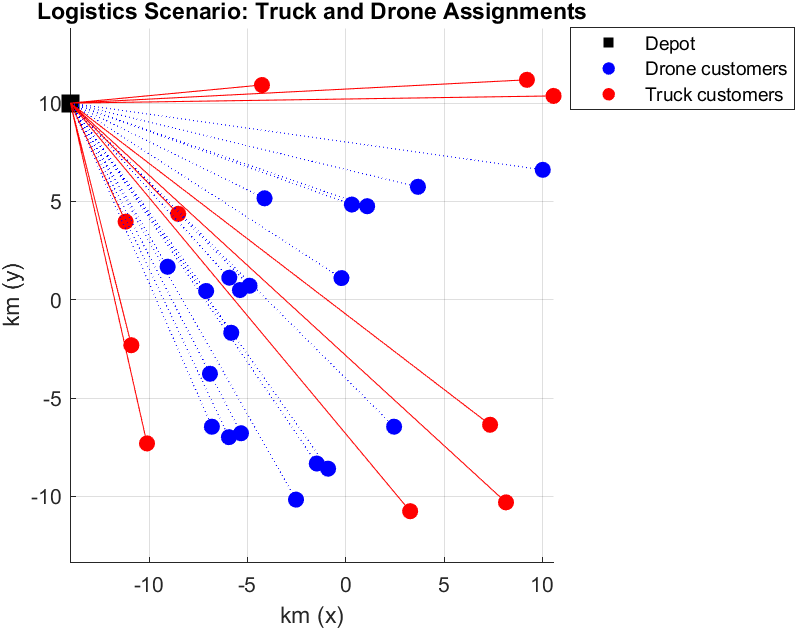 Logistics Scenario: Truck and Drone Assignments
Depot
Drone customers
Truck customers
10
5
0
-5
-10
km (y)
-10
-5
0
5
10
km (x)